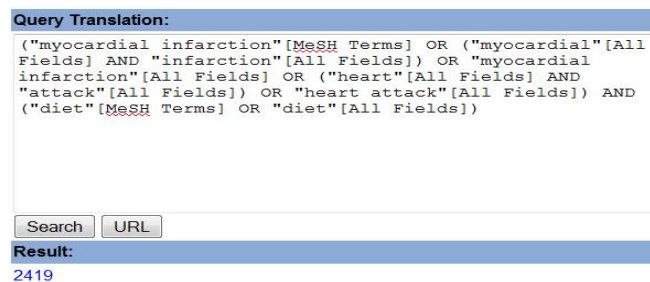 Query Translation:
("myocardial infarction"[MeSH Terms] OR ("myocardial"[All
Fields] AND "infarction"[All Fields]) OR "myocardial
infarction"[All Fields] OR ("heart"[All Fields] AND
"attack"[All Fields]) OR "heart attack"[All Fields]) AND
("diet"[MeSH Terms] OR "diet"[All Fields])
Search URL
Result:
2419